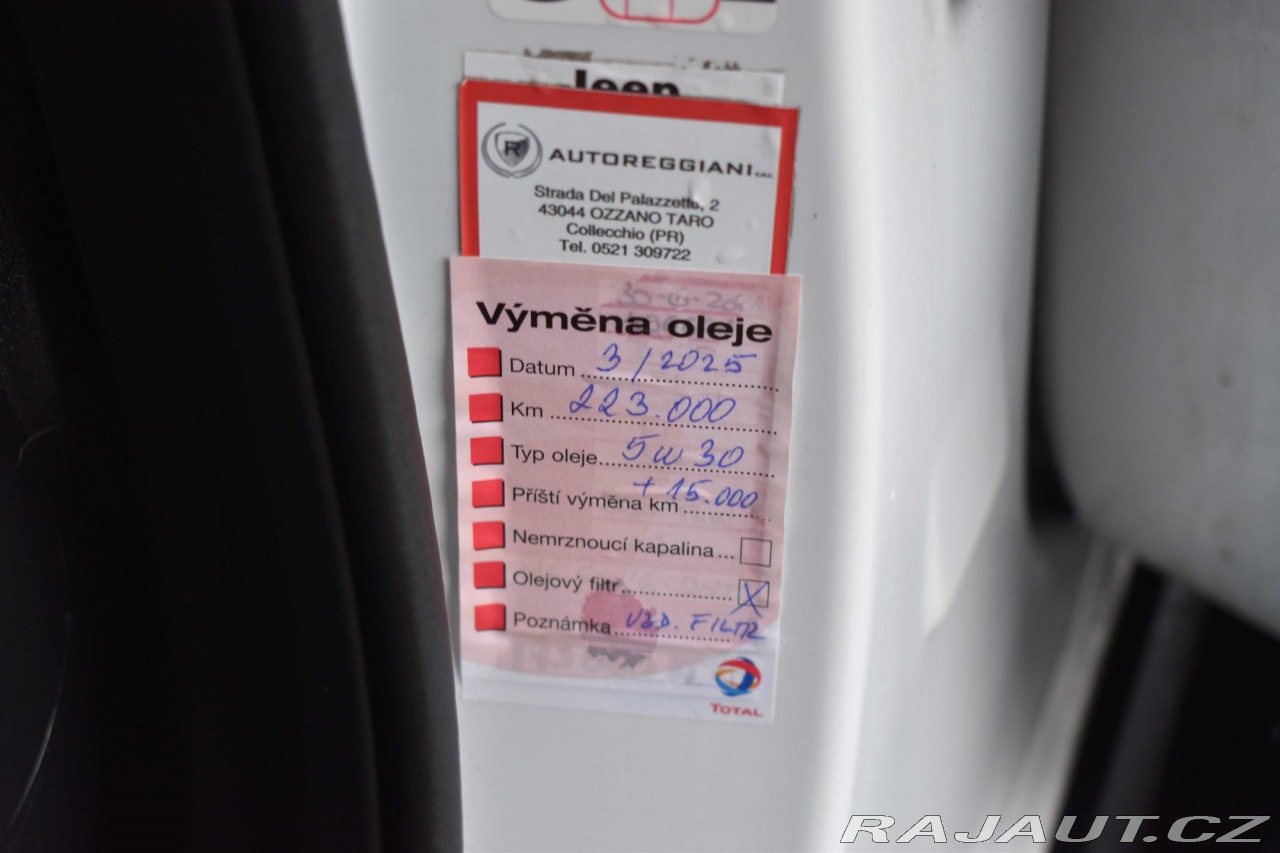 Jeep
R AUTOREGGIANI s.r.l.
Strada Del Palazzetto, 2
43044 OZZANO TARO
Collecchio (PR)
Tel. 0521 309722
Výměna oleje
Datum 3/2025
Km 223.000
Typ oleje 5W30
Příští výměna km + 15.000
Nemrznoucí kapalina
Olejový filtr X
Poznámka VZD. FILTR
TOTAL
RAJAUT.CZ